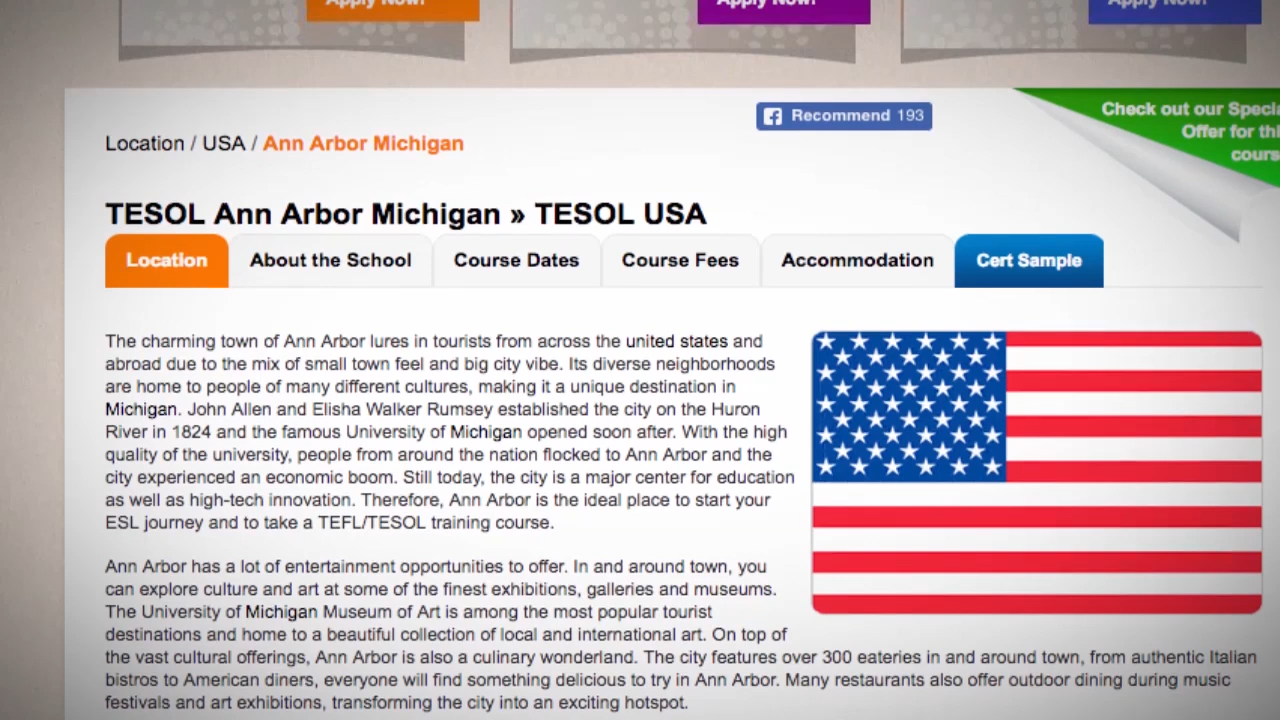 Apply Now! Apply Now! Apply Now!
Recommend 193
Check out our
Offer for
Location / USA / Ann Arbor Michigan
TESOL Ann Arbor Michigan » TESOL USA
Location About the School Course Dates Course Fees Accommodation Cert Sample
The charming town of Ann Arbor lures in tourists from across the united states and
abroad due to the mix of small town feel and big city vibe. Its diverse neighborhoods
are home to people of many different cultures, making it a unique destination in
Michigan. John Allen and Elisha Walker Rumsey established the city on the Huron
River in 1824 and the famous University of Michigan opened soon after. With the high
quality of the university, people from around the nation flocked to Ann Arbor and the
city experienced an economic boom. Still today, the city is a major center for education
as well as high-tech innovation. Therefore, Ann Arbor is the ideal place to start your
ESL journey and to take a TEFL/TESOL training course.
Ann Arbor has a lot of entertainment opportunities to offer. In and around town, you
can explore culture and art at some of the finest exhibitions, galleries and museums.
The University of Michigan Museum of Art is among the most popular tourist
destinations and home to a beautiful collection of local and international art. On top of
the vast cultural offerings, Ann Arbor is also a culinary wonderland. The city features over 300 eateries in and around town, from authentic Italian
bistros to American diners, everyone will find something delicious to try in Ann Arbor. Many restaurants also offer outdoor dining during music
festivals and art exhibitions, transforming the city into an exciting hotspot.